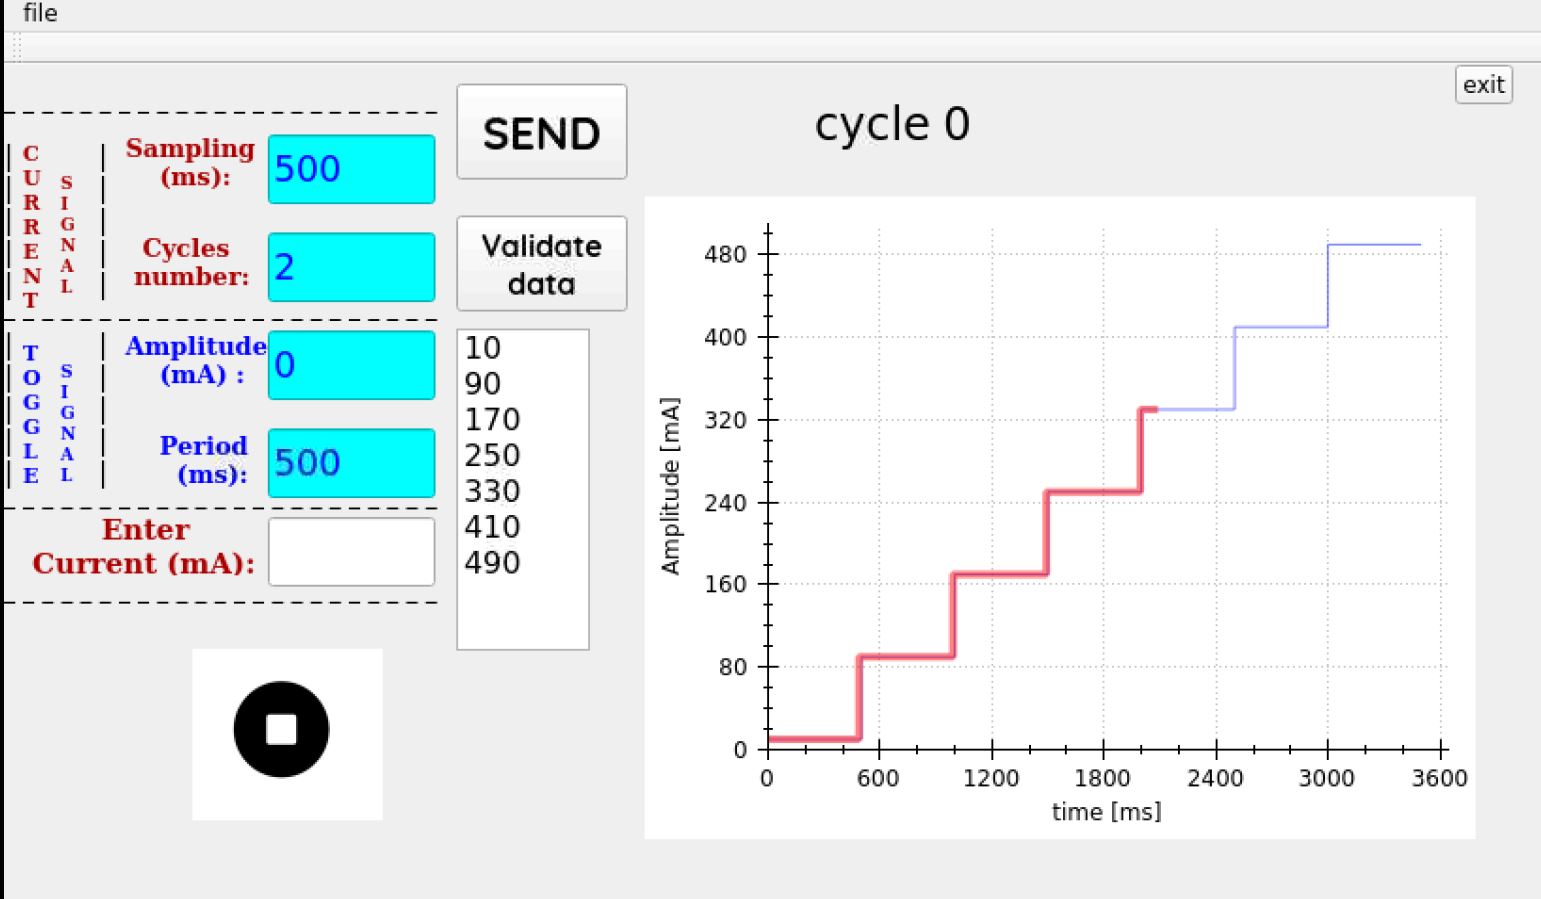 file
exit
SEND
cycle 0
CURRENT
SIGNAL
Sampling
(ms):
500
Cycles
number:
2
Validate
data
TOGGLE
SIGNAL
Amplitude
(mA) :
0
Period
(ms):
500
Enter
Current (mA):
10
90
170
250
330
410
490
Amplitude [mA]
480
400
320
240
160
80
0
0 600 1200 1800 2400 3000 3600
time [ms]